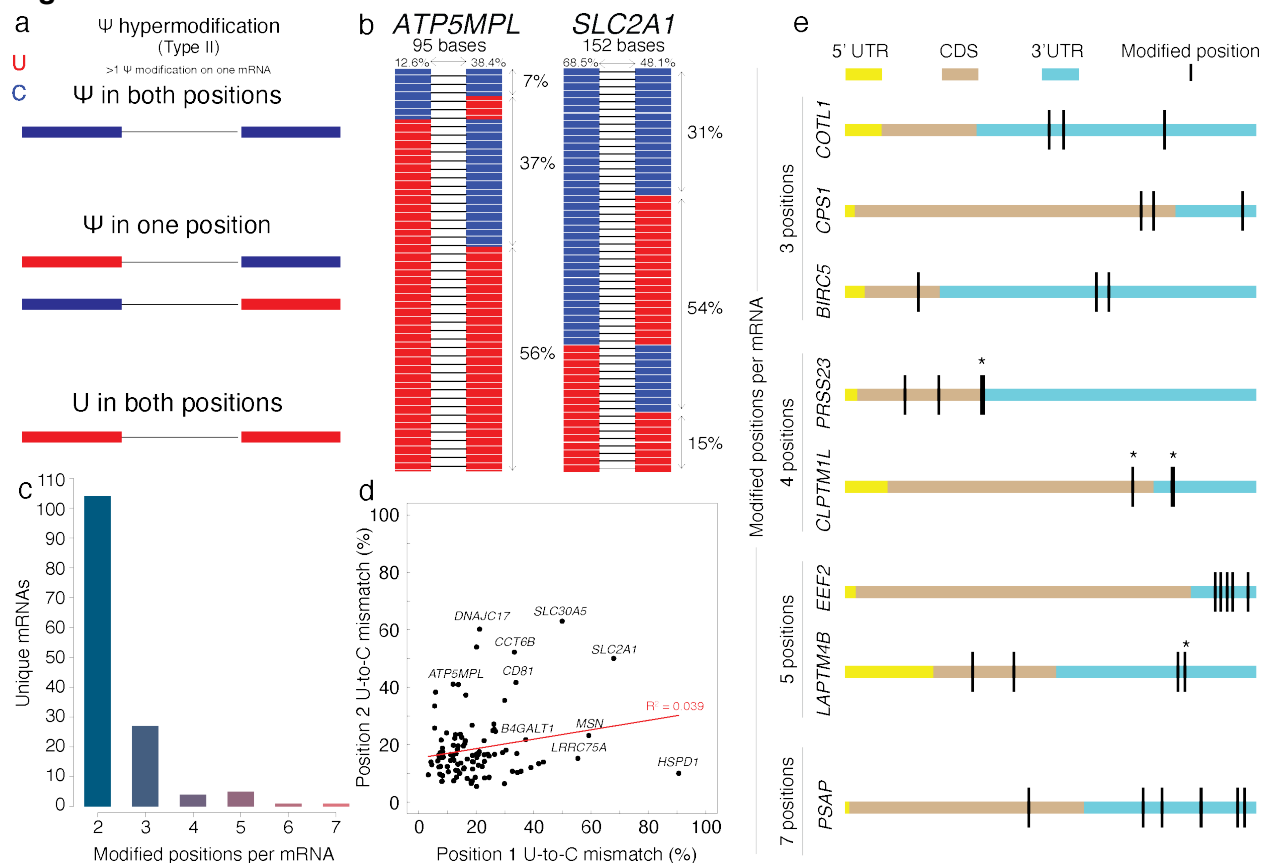 a
Ψ hypermodification
(Type II)
>1 Ψ modification on one mRNA
U
C
Ψ in both positions
Ψ in one position
U in both positions
b
ATP5MPL
95 bases
12.6%
38.4%
7%
37%
56%
SLC2A1
152 bases
68.5%
48.1%
31%
54%
15%
c
Unique mRNAs
110
100
90
80
70
60
50
40
30
20
10
0
2 3 4 5 6 7
Modified positions per mRNA
d
Position 2 U-to-C mismatch (%)
100
80
60
40
20
0
DNAJC17
SLC30A5
CCT6B
SLC2A1
ATP5MPL
CD81
R² = 0.039
B4GALT1
MSN
LRRC75A
HSPD1
0 20 40 60 80 100
Position 1 U-to-C mismatch (%)
e
5' UTR CDS 3'UTR Modified position
Modified positions per mRNA
3 positions
COTL1
CPS1
BIRC5
4 positions
PRSS23
*
CLPTM1L
* *
5 positions
EEF2
LAPTM4B
*
7 positions
PSAP